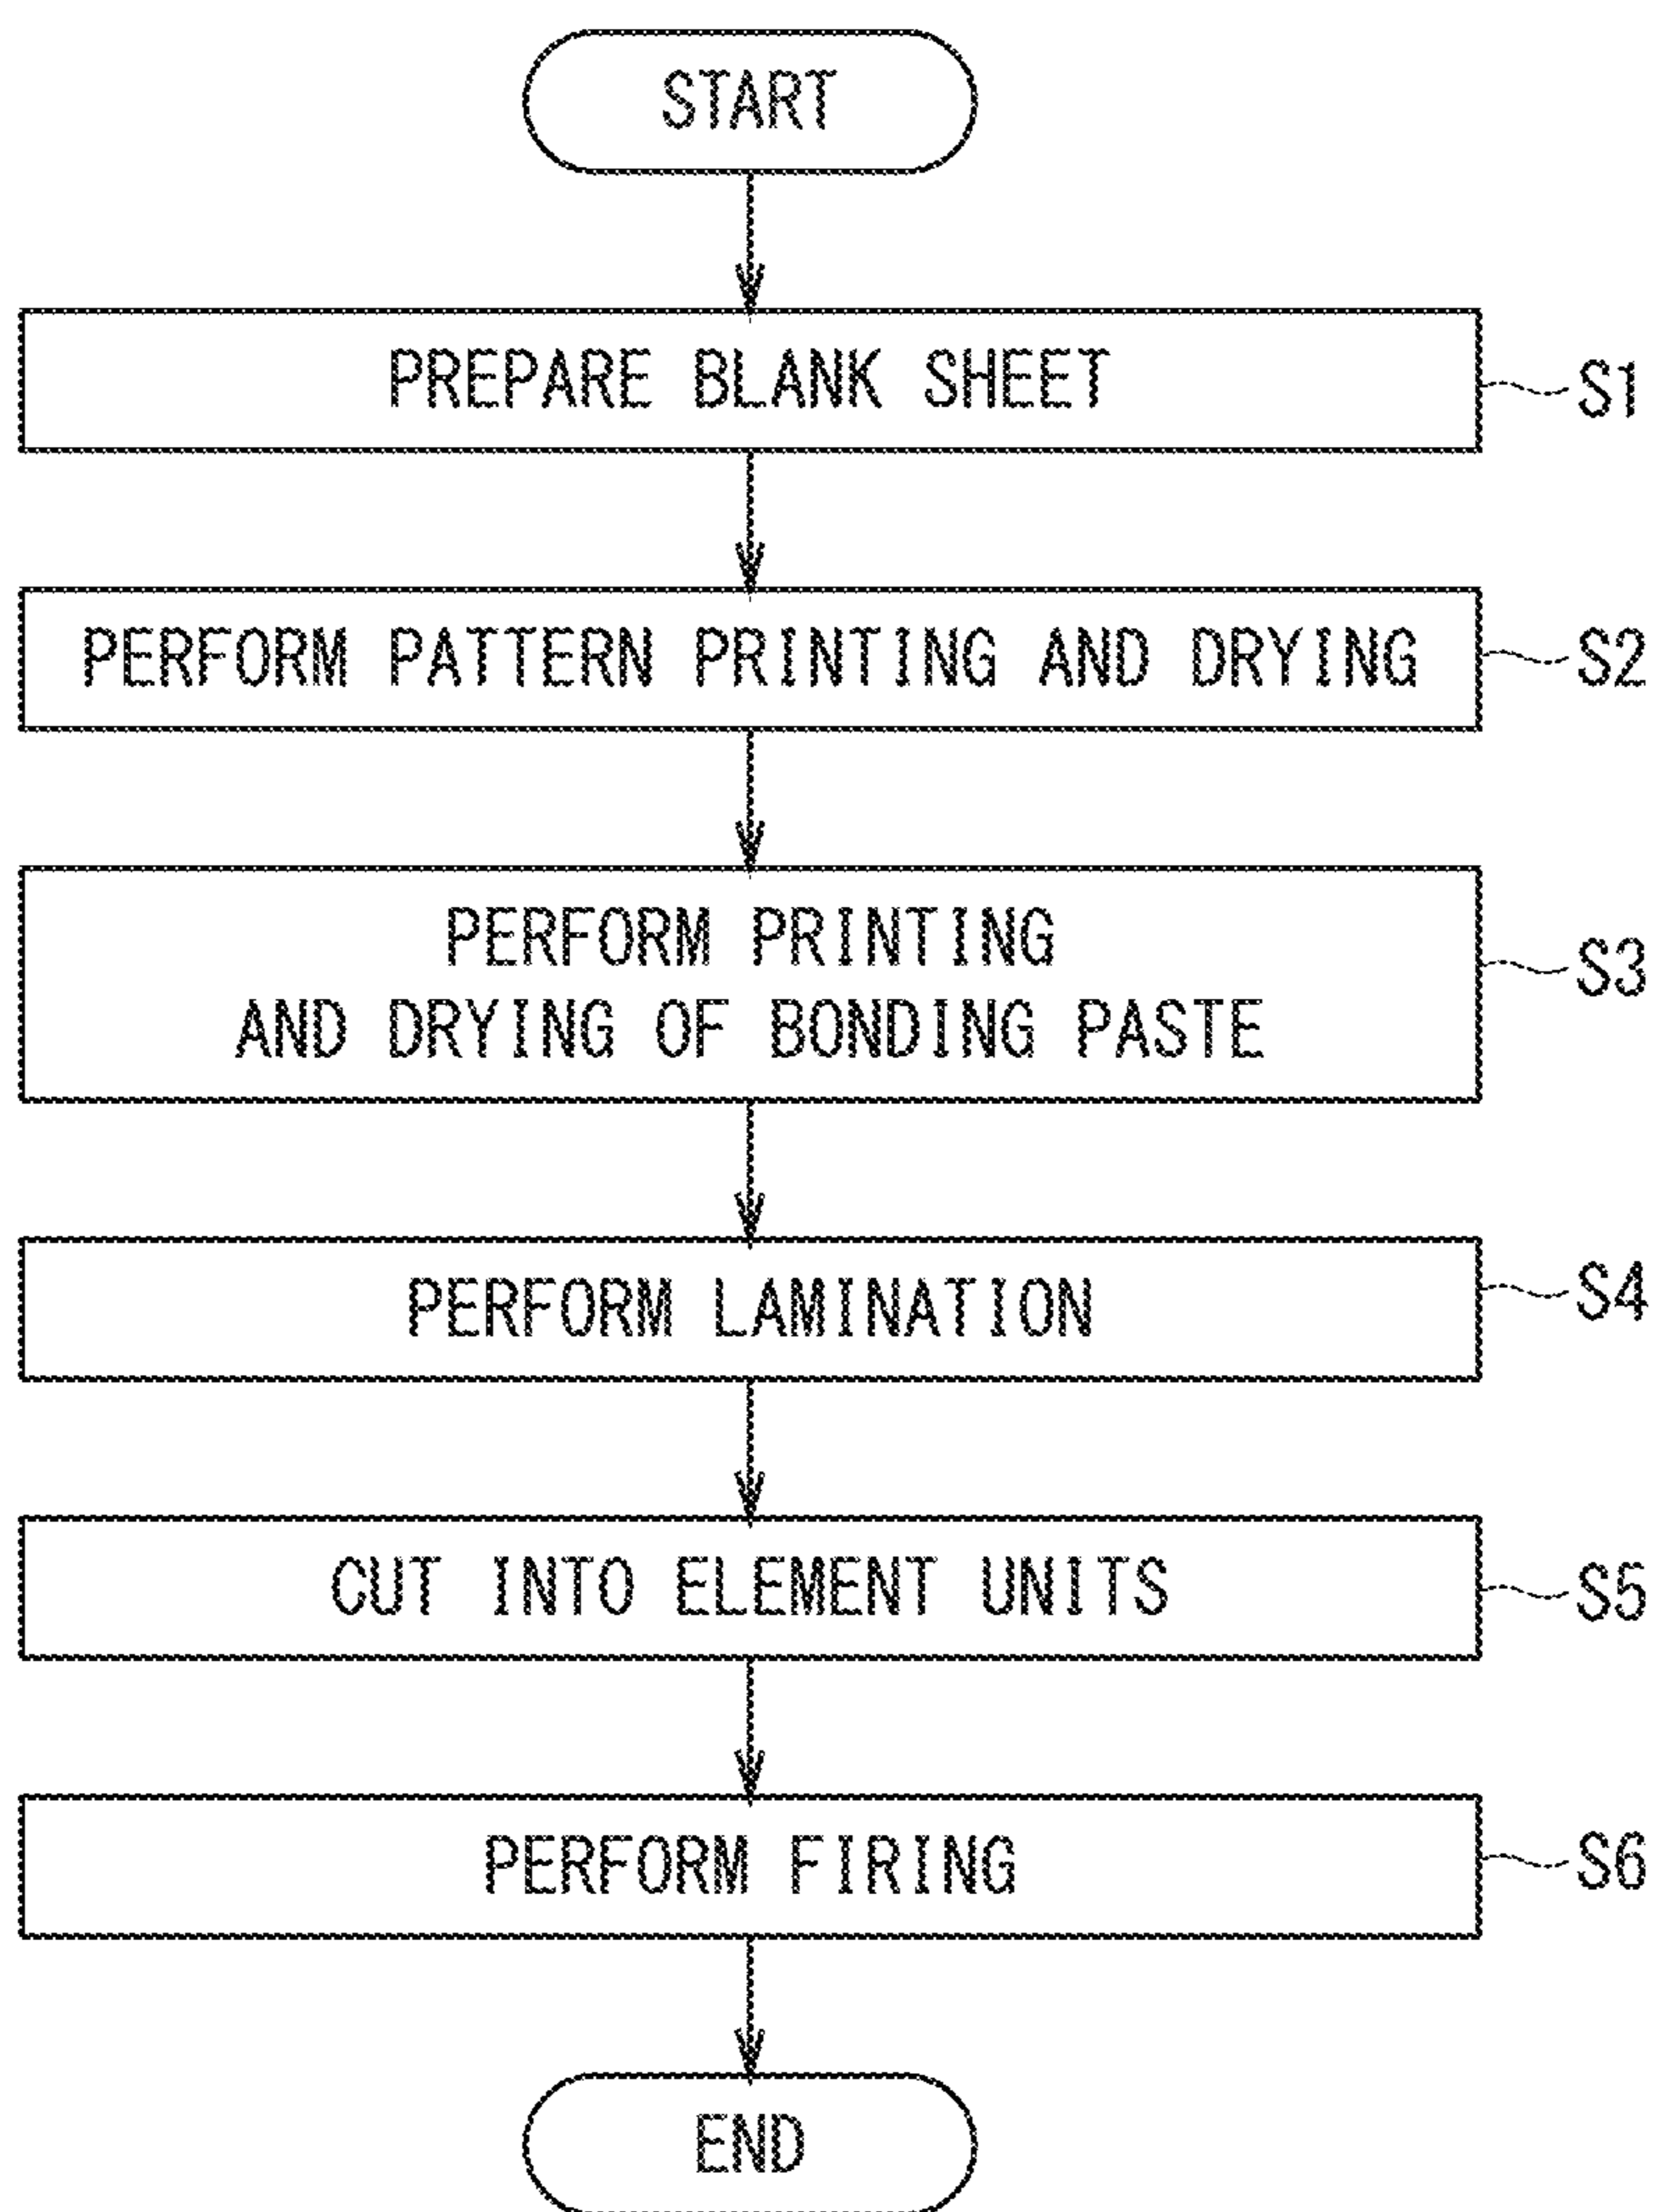 START
PREPARE BLANK SHEET
S1
PERFORM PATTERN PRINTING AND DRYING
S2
PERFORM PRINTING
AND DRYING OF BONDING PASTE
S3
PERFORM LAMINATION
S4
CUT INTO ELEMENT UNITS
S5
PERFORM FIRING
S6
END